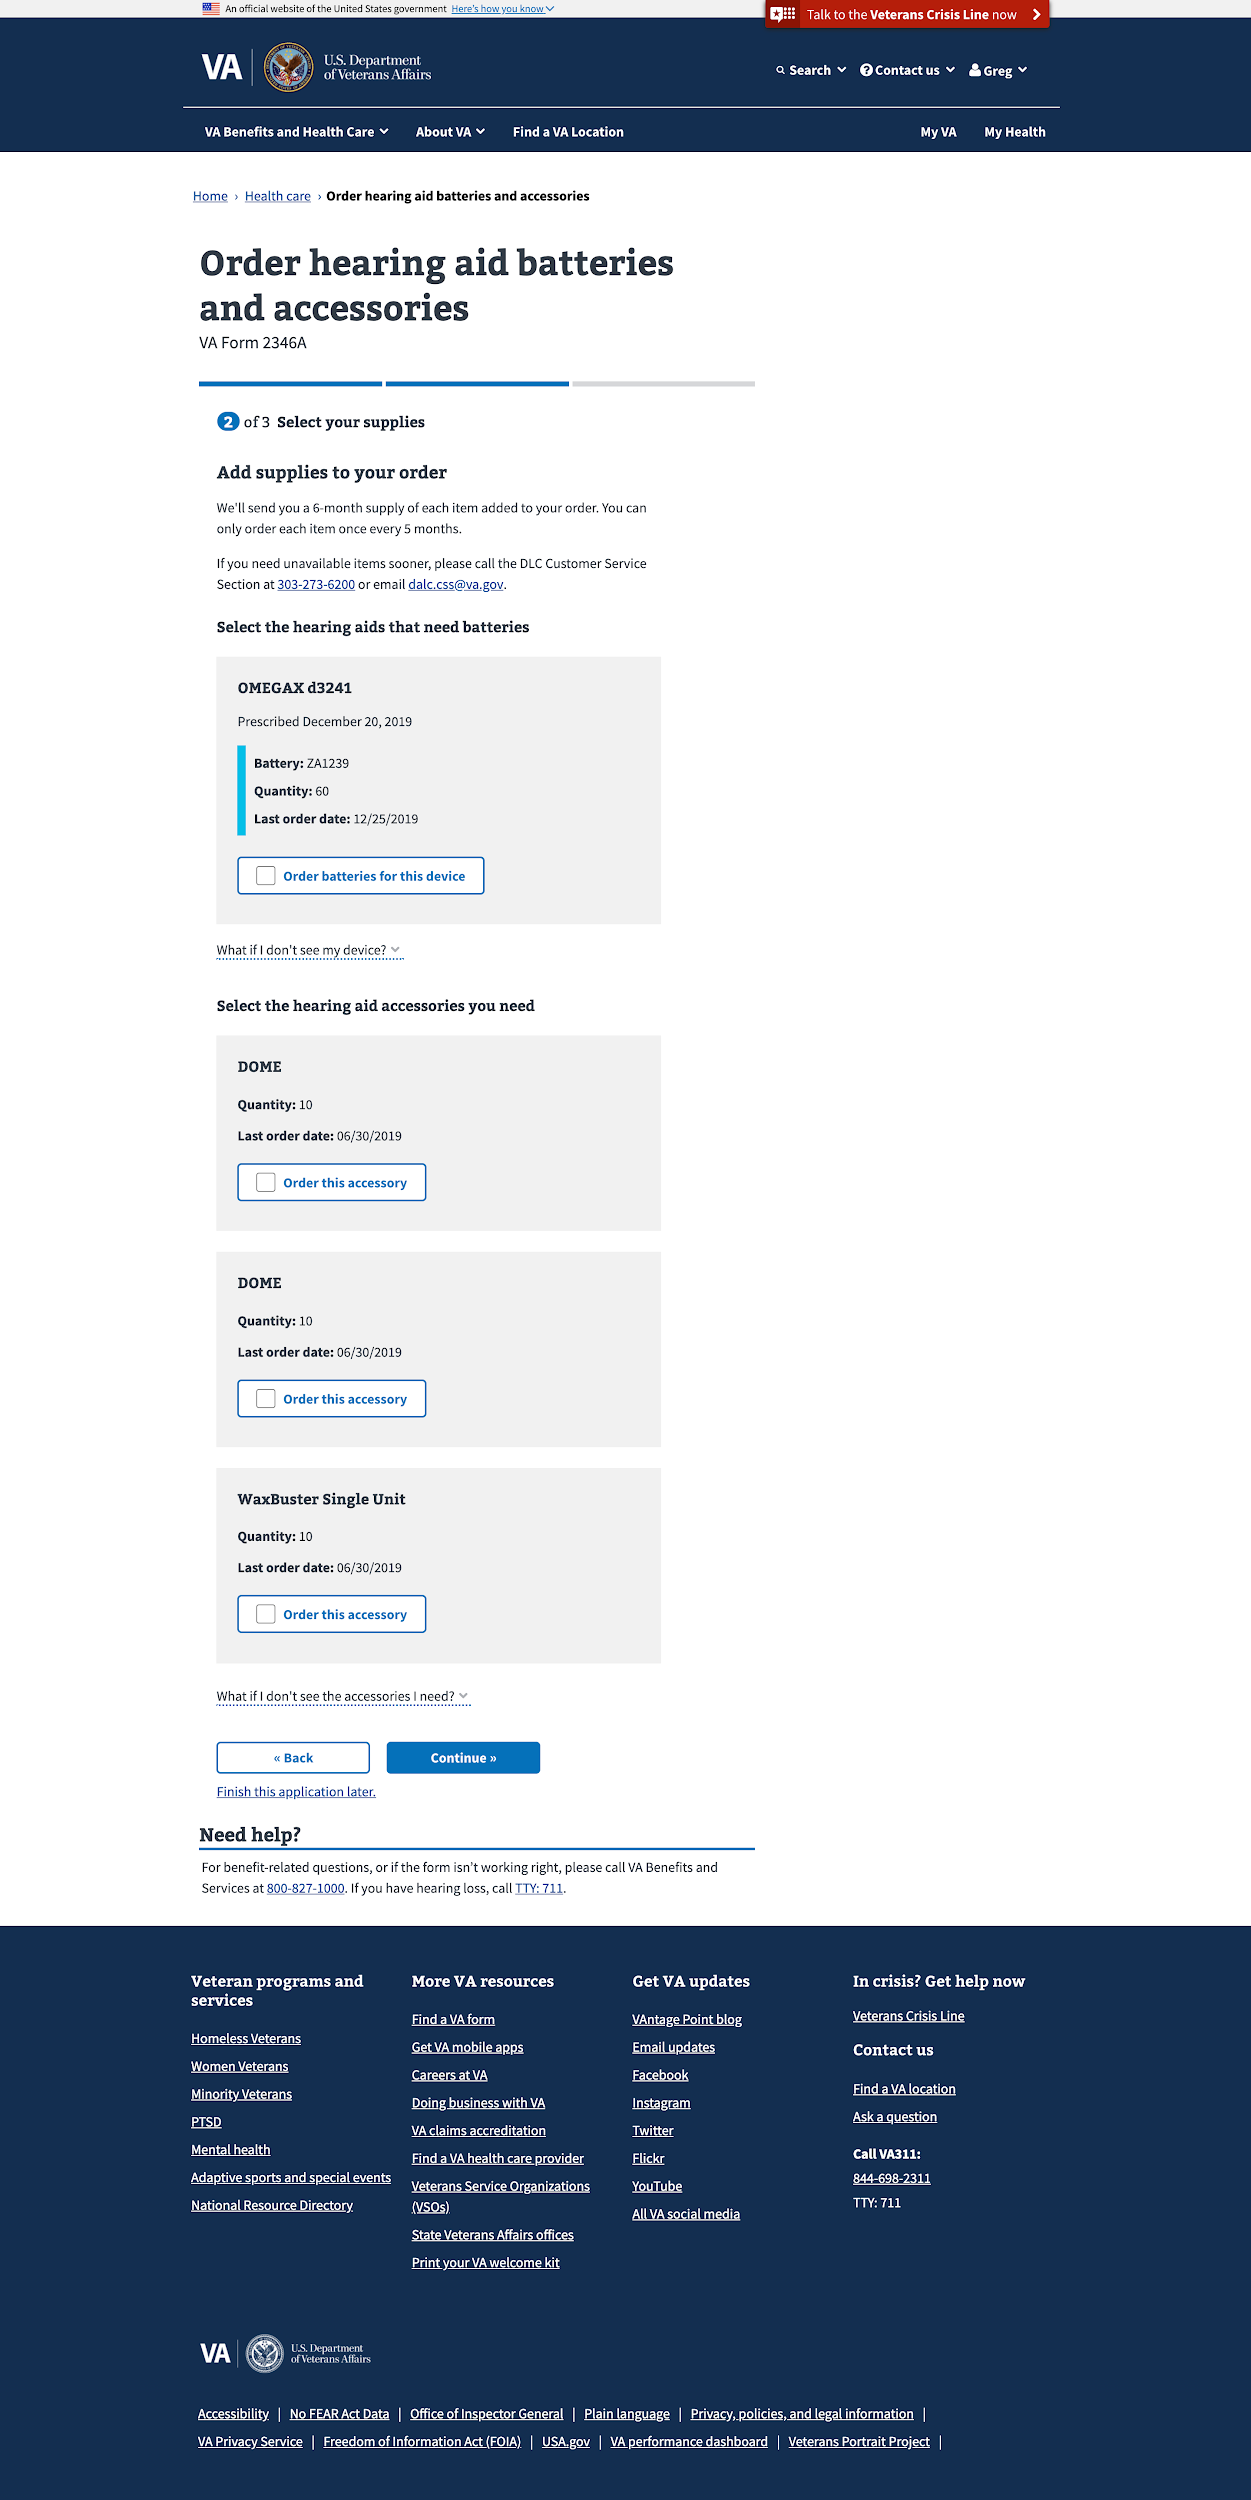 An official website of the United States government Here's how you know
Talk to the Veterans Crisis Line now
VA
U.S. Department
of Veterans Affairs
Search
Contact us
Greg
VA Benefits and Health Care
About VA
Find a VA Location
My VA
My Health
Home › Health care › Order hearing aid batteries and accessories
Order hearing aid batteries
and accessories
VA Form 2346A
2 of 3 Select your supplies
Add supplies to your order
We'll send you a 6-month supply of each item added to your order. You can
only order each item once every 5 months.
If you need unavailable items sooner, please call the DLC Customer Service
Section at 303-273-6200 or email dalc.css@va.gov.
Select the hearing aids that need batteries
OMEGAX d3241
Prescribed December 20, 2019
Battery: ZA1239
Quantity: 60
Last order date: 12/25/2019
Order batteries for this device
What if I don't see my device?
Select the hearing aid accessories you need
DOME
Quantity: 10
Last order date: 06/30/2019
Order this accessory
DOME
Quantity: 10
Last order date: 06/30/2019
Order this accessory
WaxBuster Single Unit
Quantity: 10
Last order date: 06/30/2019
Order this accessory
What if I don't see the accessories I need?
« Back
Continue »
Finish this application later.
Need help?
For benefit-related questions, or if the form isn't working right, please call VA Benefits and
Services at 800-827-1000. If you have hearing loss, call TTY: 711.
Veteran programs and
services
Homeless Veterans
Women Veterans
Minority Veterans
PTSD
Mental health
Adaptive sports and special events
National Resource Directory
More VA resources
Find a VA form
Get VA mobile apps
Careers at VA
Doing business with VA
VA claims accreditation
Find a VA health care provider
Veterans Service Organizations
(VSOs)
State Veterans Affairs offices
Print your VA welcome kit
Get VA updates
VAntage Point blog
Email updates
Facebook
Instagram
Twitter
Flickr
YouTube
All VA social media
In crisis? Get help now
Veterans Crisis Line
Contact us
Find a VA location
Ask a question
Call VA311:
844-698-2311
TTY: 711
VA
U.S. Department
of Veterans Affairs
Accessibility | No FEAR Act Data | Office of Inspector General | Plain language | Privacy, policies, and legal information |
VA Privacy Service | Freedom of Information Act (FOIA) | USA.gov | VA performance dashboard | Veterans Portrait Project |